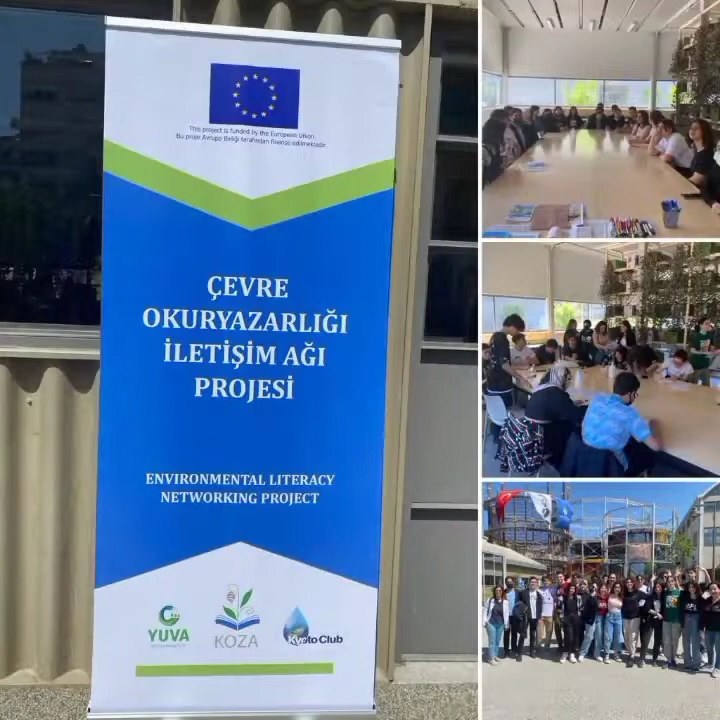 This project is funded by the European Union.
Bu proje Avrupa Birliği tarafından finanse edilmektedir.
ÇEVRE
OKURYAZARLIĞI
İLETİŞİM AĞI
PROJESİ
ENVIRONMENTAL LITERACY
NETWORKING PROJECT
YUVA
KOZA
Kyoto Club